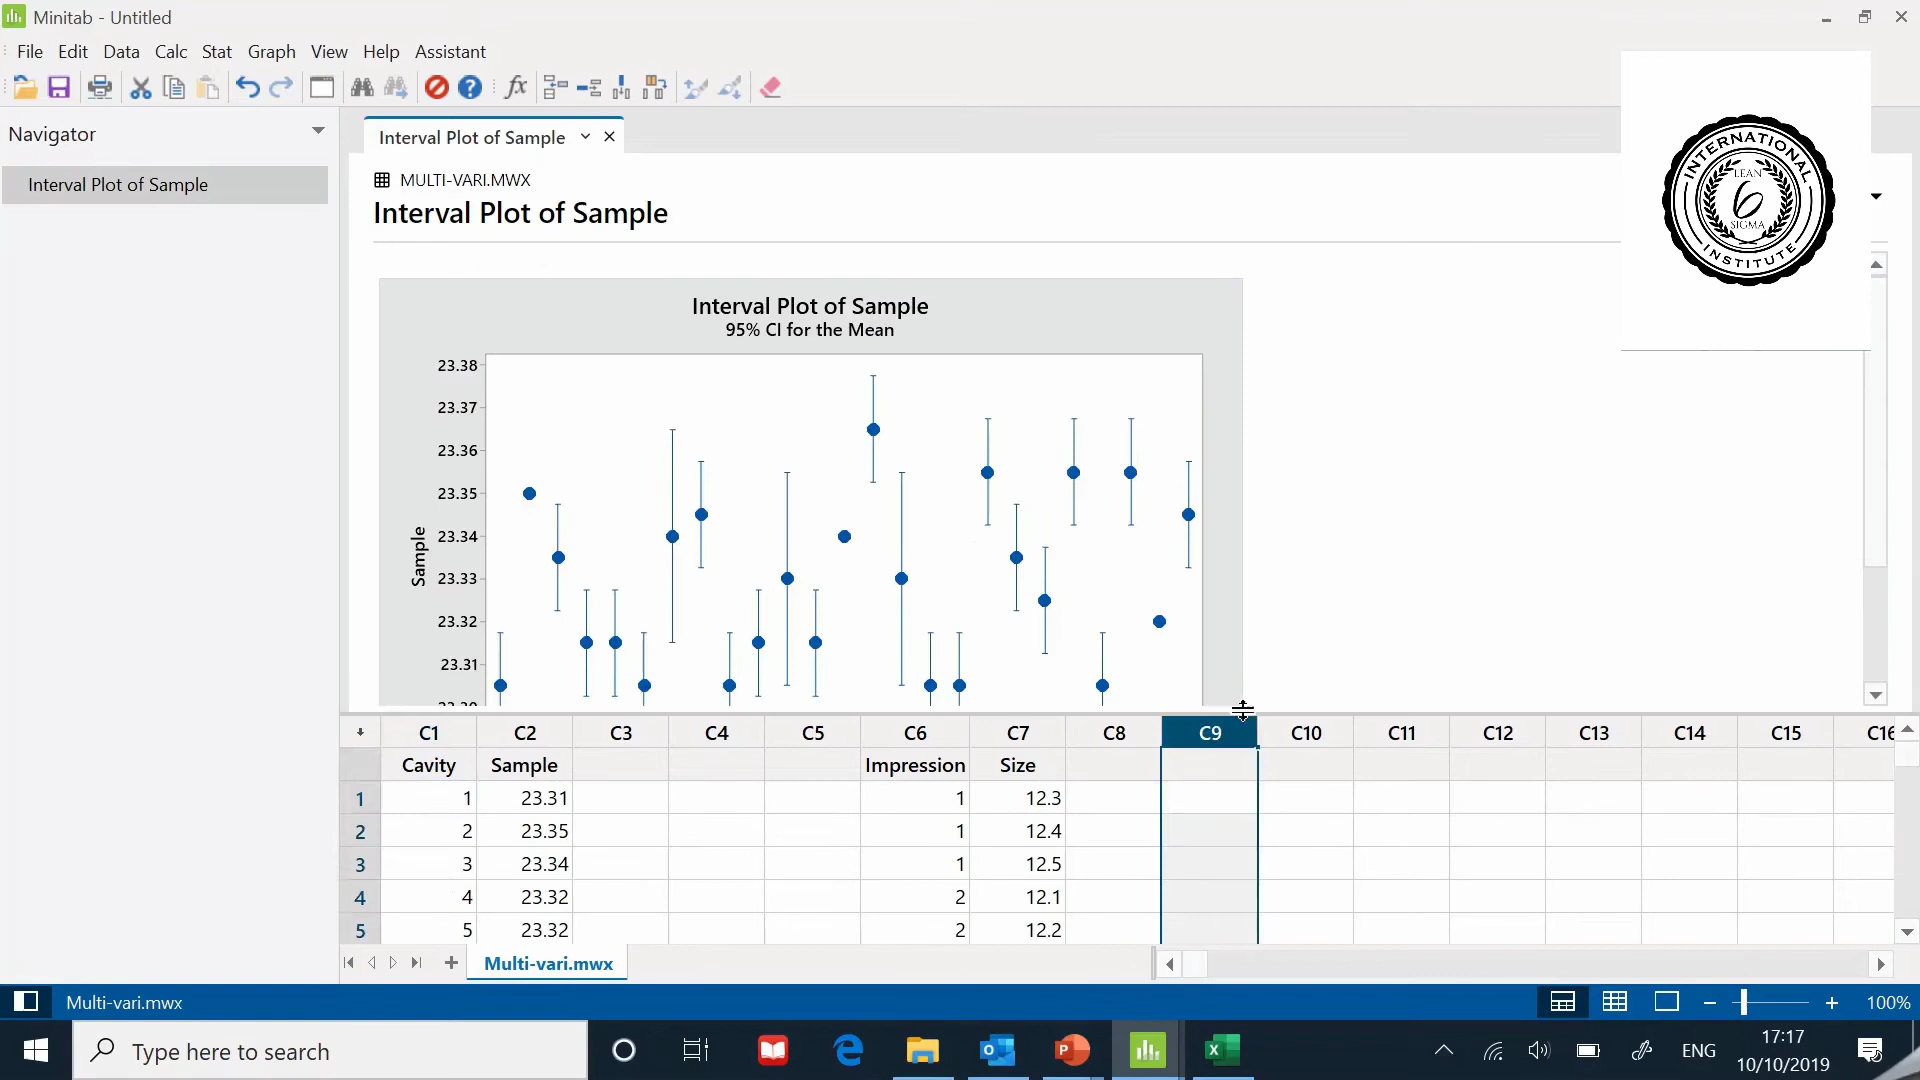 Minitab - Untitled
File Edit Data Calc Stat Graph View Help Assistant
Navigator
Interval Plot of Sample
Interval Plot of Sample
MULTI-VARI.MWX
Interval Plot of Sample
INTERNATIONAL
LEAN
6
SIGMA
INSTITUTE
Interval Plot of Sample
95% CI for the Mean
23.38
23.37
23.36
23.35
23.34
23.33
23.32
23.31
Sample
C1 C2 C3 C4 C5 C6 C7 C8 C9 C10 C11 C12 C13 C14 C15 C16
Cavity Sample Impression Size
1 1 23.31 1 12.3
2 2 23.35 1 12.4
3 3 23.34 1 12.5
4 4 23.32 2 12.1
5 5 23.32 2 12.2
Multi-vari.mwx
Multi-vari.mwx
100%
Type here to search
ENG
17:17
10/10/2019